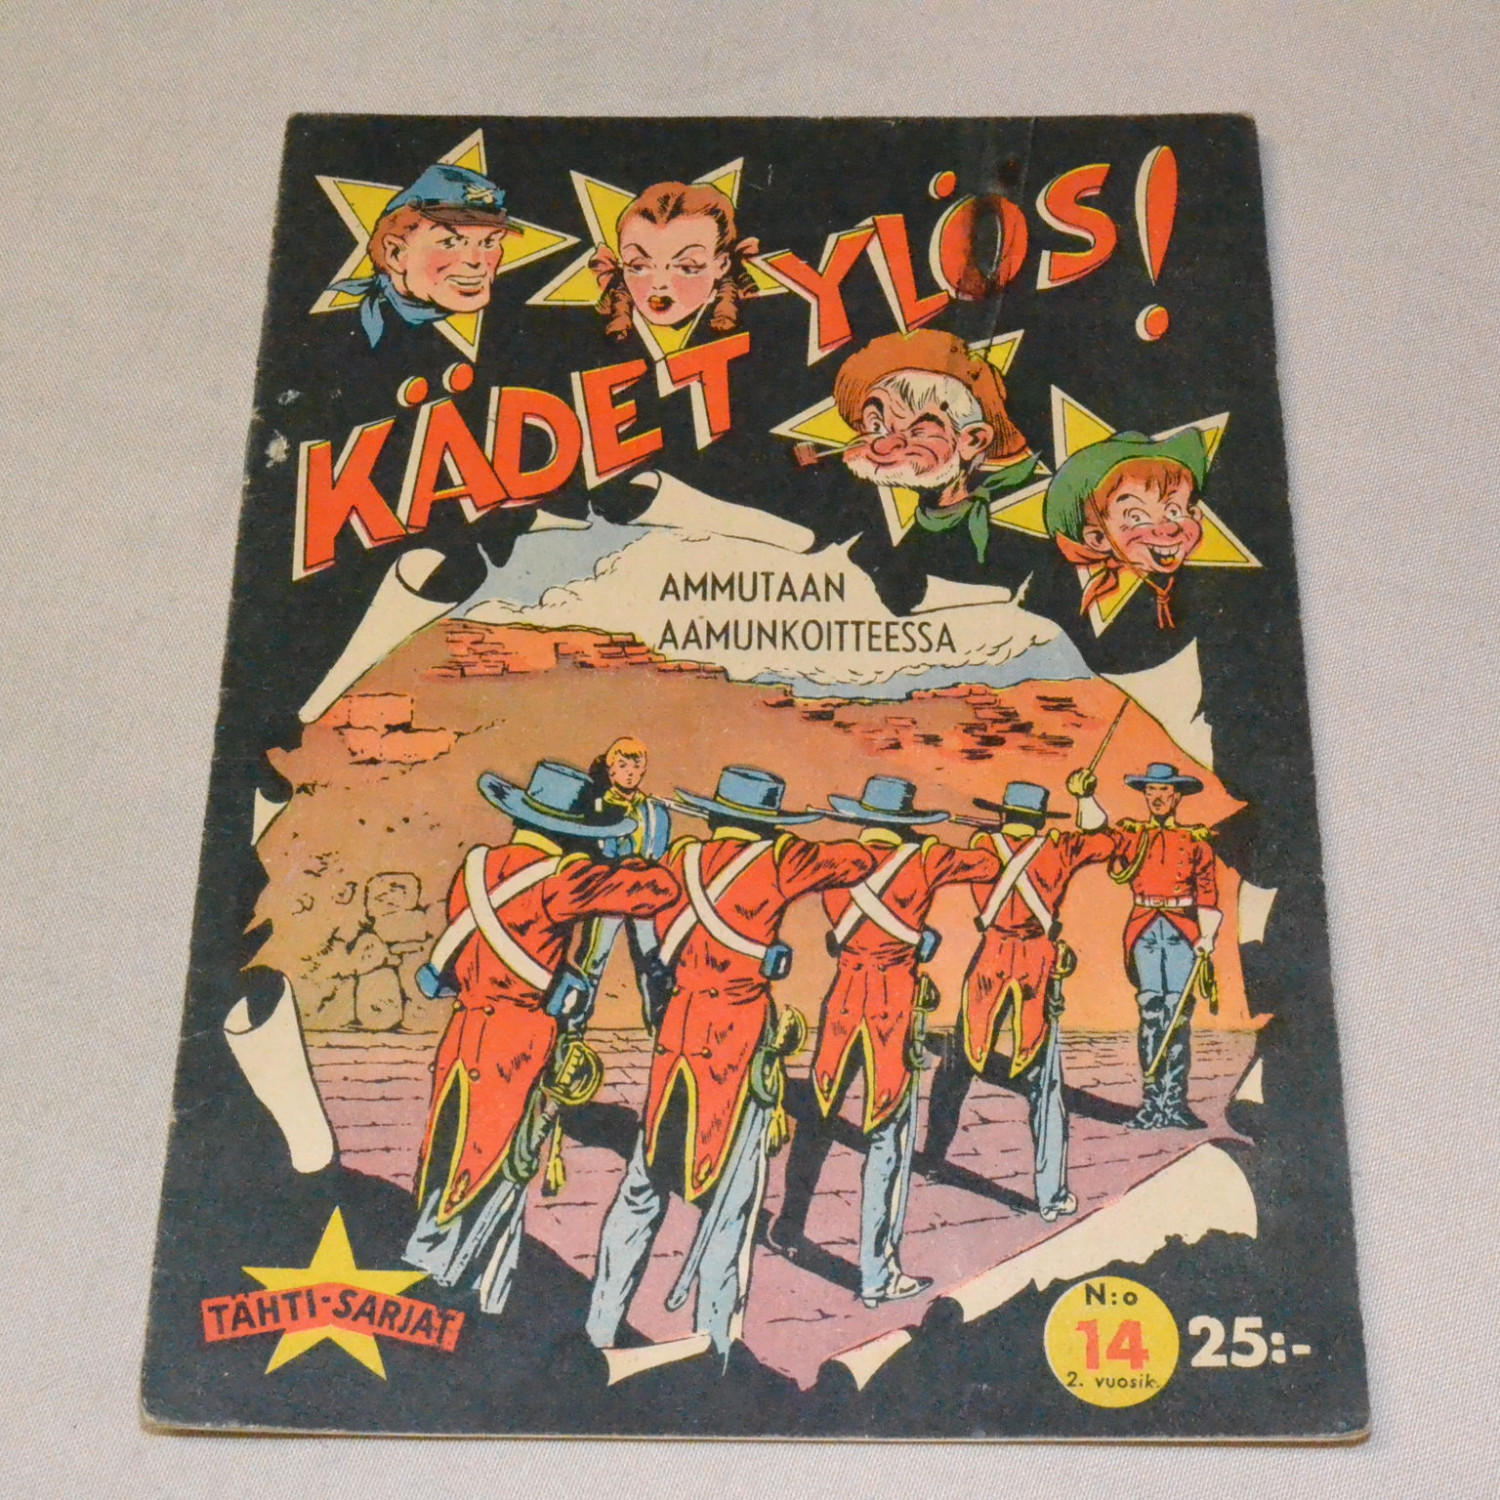 KÄDET YLÖS!
AMMUTAAN
AAMUNKOITTEESSA
TÄHTI-SARJAT
N:o
14
2. vuosik.
25:-